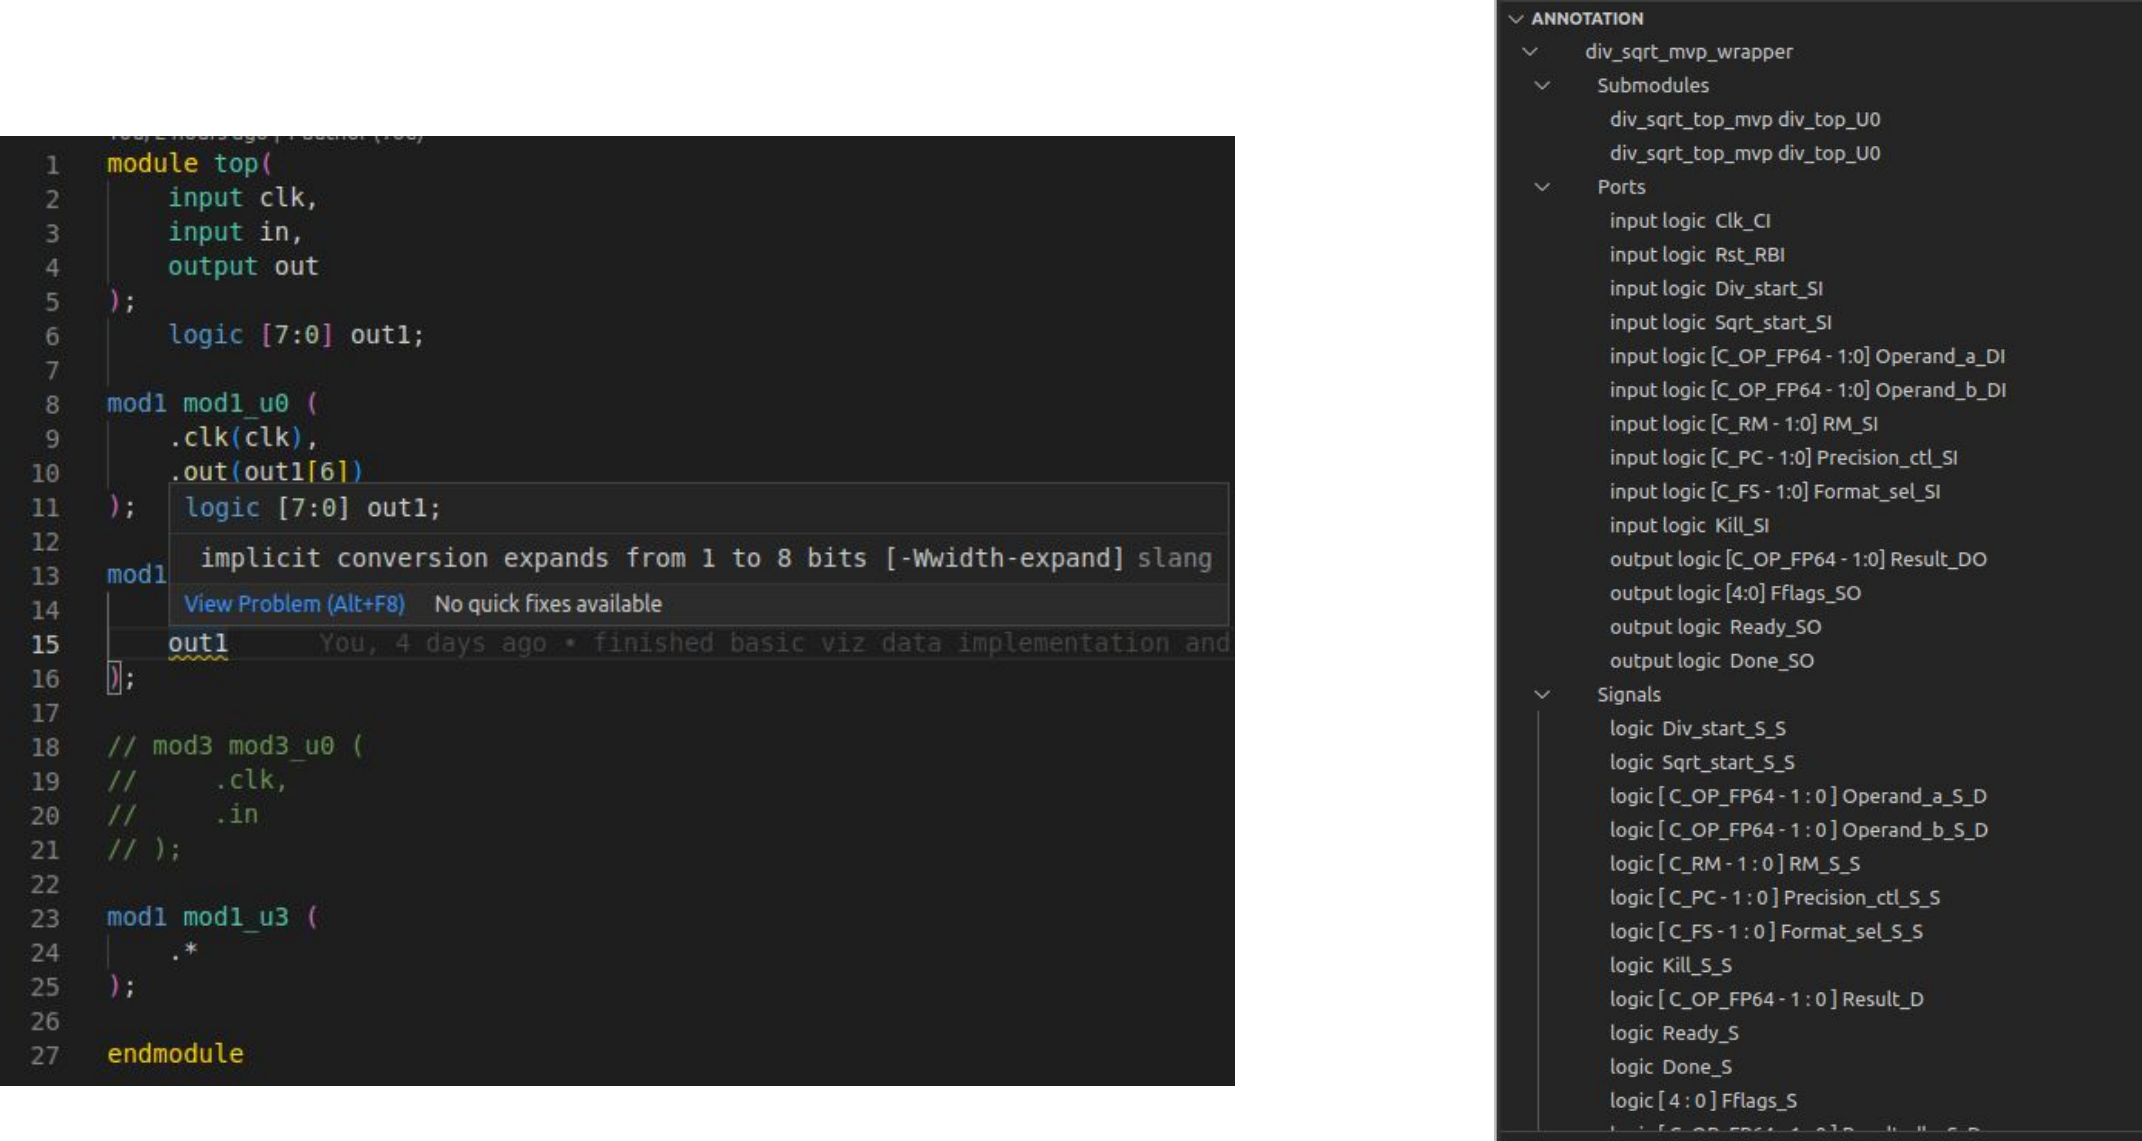 1 module top(
2 input clk,
3 input in,
4 output out
5 );
6 logic [7:0] out1;
7
8 mod1 mod1_u0 (
9 .clk(clk),
10 .out(out1[6])
11 );
logic [7:0] out1;
12
implicit conversion expands from 1 to 8 bits [-Wwidth-expand] slang
13 mod1
View Problem (Alt+F8) No quick fixes available
14
15 out1 You, 4 days ago • finished basic viz data implementation and
16 );
17
18 // mod3 mod3_u0 (
19 // .clk,
20 // .in
21 // );
22
23 mod1 mod1_u3 (
24 .*
25 );
26
27 endmodule
ANNOTATION
div_sqrt_mvp_wrapper
Submodules
div_sqrt_top_mvp div_top_U0
div_sqrt_top_mvp div_top_U0
Ports
input logic Clk_CI
input logic Rst_RBI
input logic Div_start_SI
input logic Sqrt_start_SI
input logic [C_OP_FP64 - 1:0] Operand_a_DI
input logic [C_OP_FP64 - 1:0] Operand_b_DI
input logic [C_RM - 1:0] RM_SI
input logic [C_PC - 1:0] Precision_ctl_SI
input logic [C_FS - 1:0] Format_sel_SI
input logic Kill_SI
output logic [C_OP_FP64 - 1:0] Result_DO
output logic [4:0] Fflags_SO
output logic Ready_SO
output logic Done_SO
Signals
logic Div_start_S_S
logic Sqrt_start_S_S
logic [ C_OP_FP64 - 1 : 0 ] Operand_a_S_D
logic [ C_OP_FP64 - 1 : 0 ] Operand_b_S_D
logic [ C_RM - 1 : 0 ] RM_S_S
logic [ C_PC - 1 : 0 ] Precision_ctl_S_S
logic [ C_FS - 1 : 0 ] Format_sel_S_S
logic Kill_S_S
logic [ C_OP_FP64 - 1 : 0 ] Result_D
logic Ready_S
logic Done_S
logic [ 4 : 0 ] Fflags_S